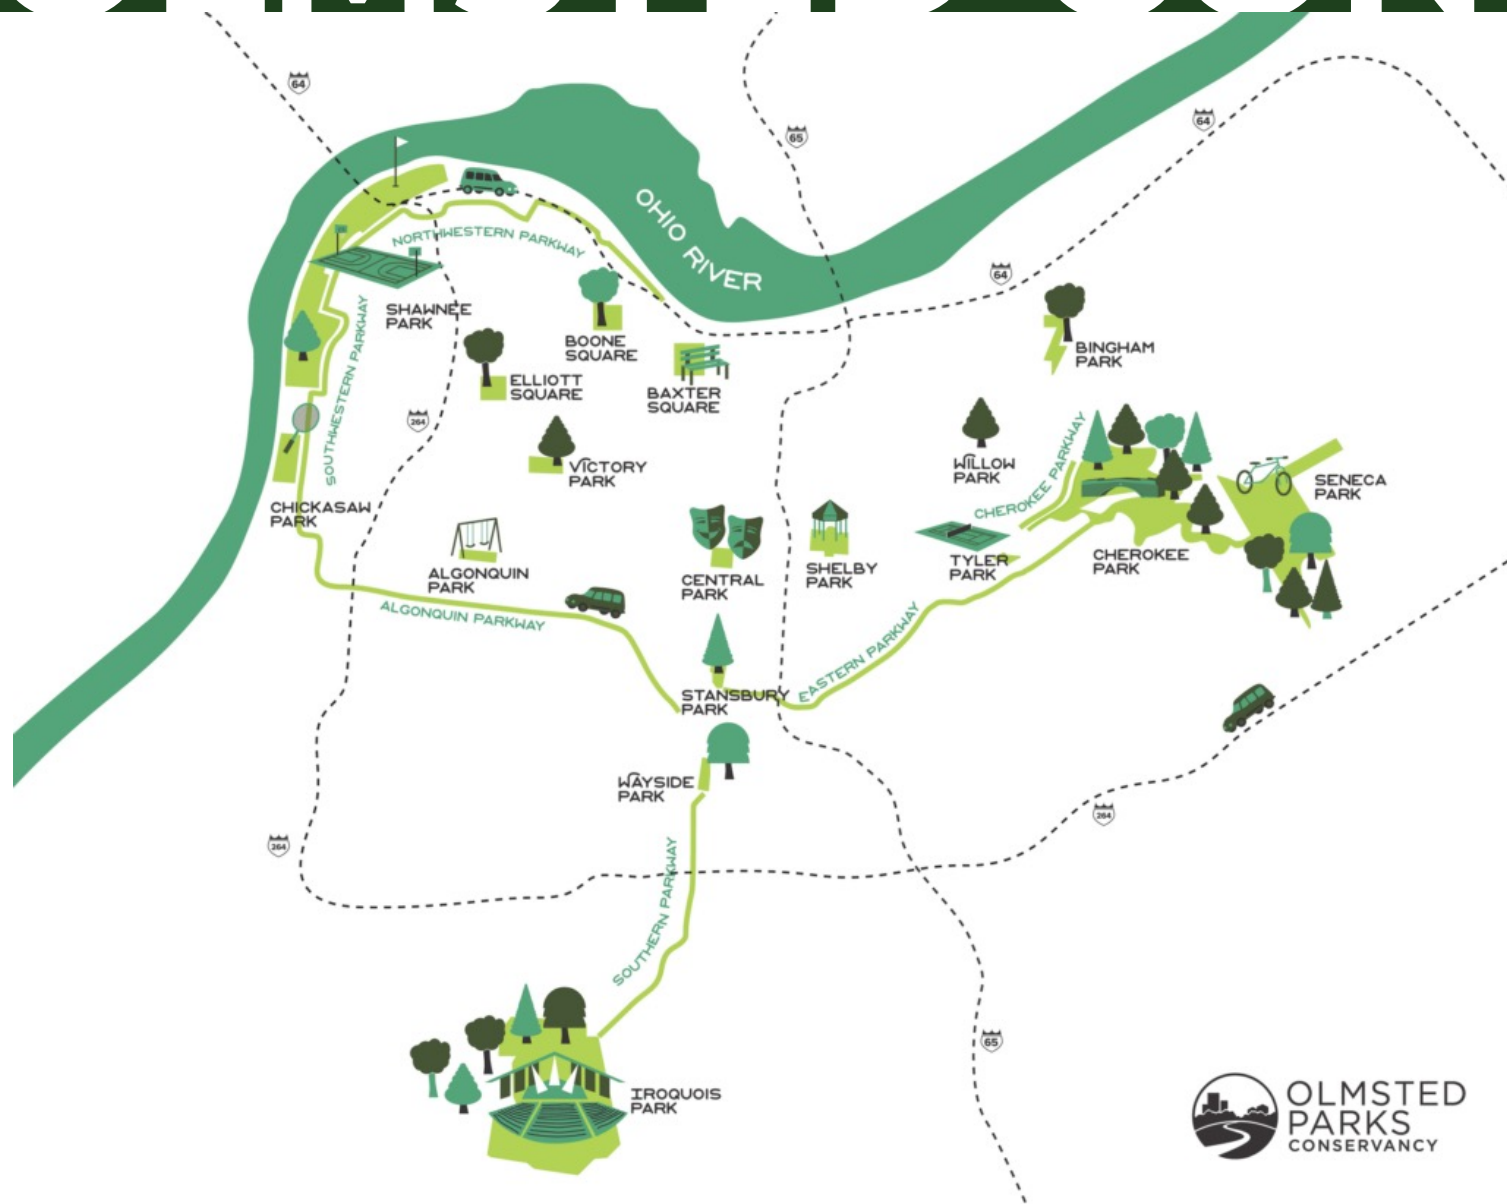 64
65
64
OHIO RIVER
NORTHWESTERN PARKWAY
64
SHAWNEE
PARK
BOONE
SQUARE
BINGHAM
PARK
SOUTHWESTERN PARKWAY
ELLIOTT
SQUARE
BAXTER
SQUARE
264
VICTORY
PARK
WILLOW
PARK
CHEROKEE PARKWAY
SENECA
PARK
CHICKASAW
PARK
ALGONQUIN
PARK
CENTRAL
PARK
SHELBY
PARK
TYLER
PARK
CHEROKEE
PARK
ALGONQUIN PARKWAY
EASTERN PARKWAY
STANSBURY
PARK
WAYSIDE
PARK
264
264
SOUTHERN PARKWAY
65
IROQUOIS
PARK
OLMSTED
PARKS
CONSERVANCY